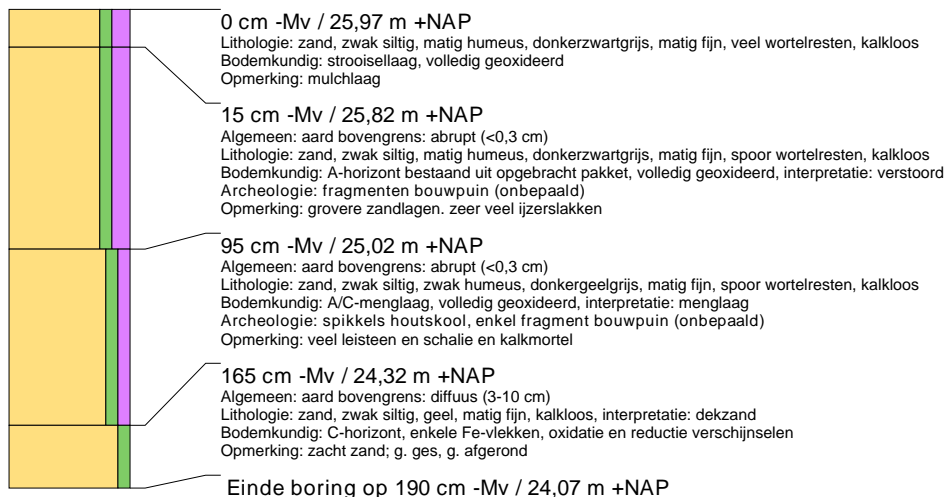 0 cm -Mv / 25,97 m +NAP
Lithologie: zand, zwak siltig, matig humeus, donkerzwartgrijs, matig fijn, veel wortelresten, kalkloos
Bodemkundig: strooisellaag, volledig geoxideerd
Opmerking: mulchlaag
15 cm -Mv / 25,82 m +NAP
Algemeen: aard bovengrens: abrupt (<0,3 cm)
Lithologie: zand, zwak siltig, matig humeus, donkerzwartgrijs, matig fijn, spoor wortelresten, kalkloos
Bodemkundig: A-horizont bestaand uit opgebracht pakket, volledig geoxideerd, interpretatie: verstoord
Archeologie: fragmenten bouwpuin (onbepaald)
Opmerking: grovere zandlagen. zeer veel ijzerslakken
95 cm -Mv / 25,02 m +NAP
Algemeen: aard bovengrens: abrupt (<0,3 cm)
Lithologie: zand, zwak siltig, zwak humeus, donkergeelgrijs, matig fijn, spoor wortelresten, kalkloos
Bodemkundig: A/C-menglaag, volledig geoxideerd, interpretatie: menglaag
Archeologie: spikkels houtskool, enkel fragment bouwpuin (onbepaald)
Opmerking: veel leisteen en schalie en kalkmortel
165 cm -Mv / 24,32 m +NAP
Algemeen: aard bovengrens: diffuus (3-10 cm)
Lithologie: zand, zwak siltig, geel, matig fijn, kalkloos, interpretatie: dekzand
Bodemkundig: C-horizont, enkele Fe-vlekken, oxidatie en reductie verschijnselen
Opmerking: zacht zand; g. ges, g. afgerond
Einde boring op 190 cm -Mv / 24,07 m +NAP